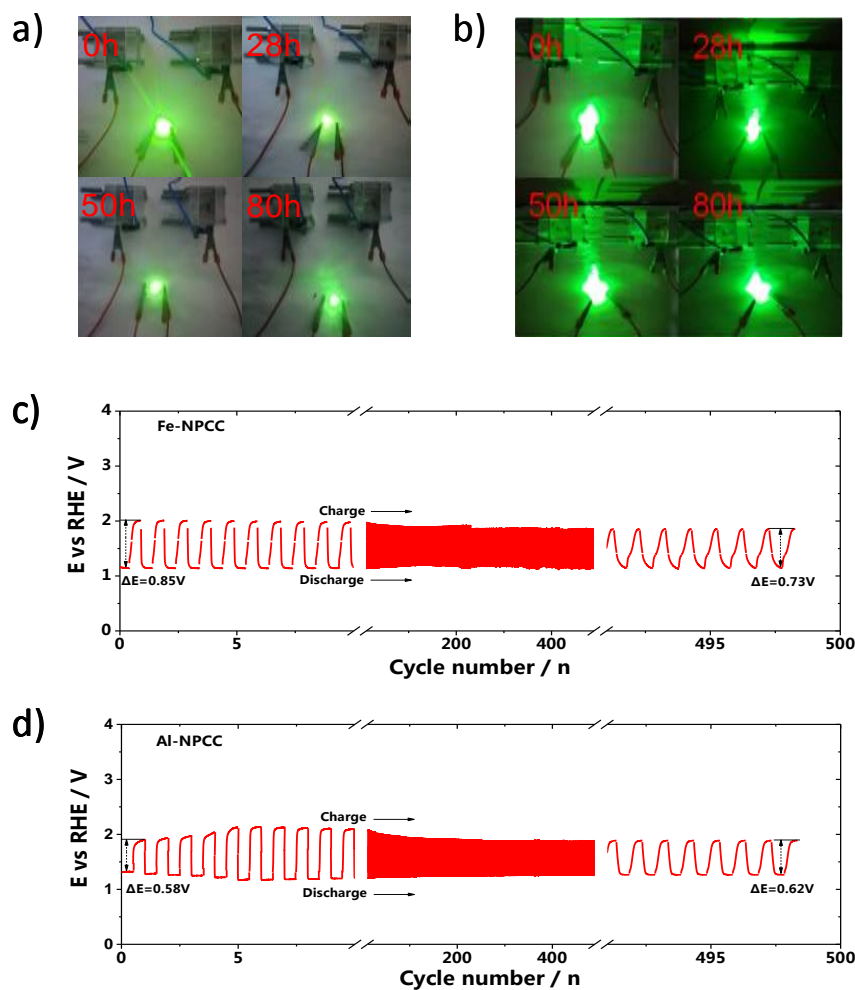 a)
0h
28h
50h
80h
b)
0h
28h
50h
80h
c)
4
3
2
1
0
E vs RHE / V
Fe-NPCC
Charge
Discharge
ΔE=0.85V
ΔE=0.73V
0
5
200
400
495
500
Cycle number / n
d)
4
3
2
1
0
E vs RHE / V
Al-NPCC
Charge
Discharge
ΔE=0.58V
ΔE=0.62V
0
5
200
400
495
500
Cycle number / n